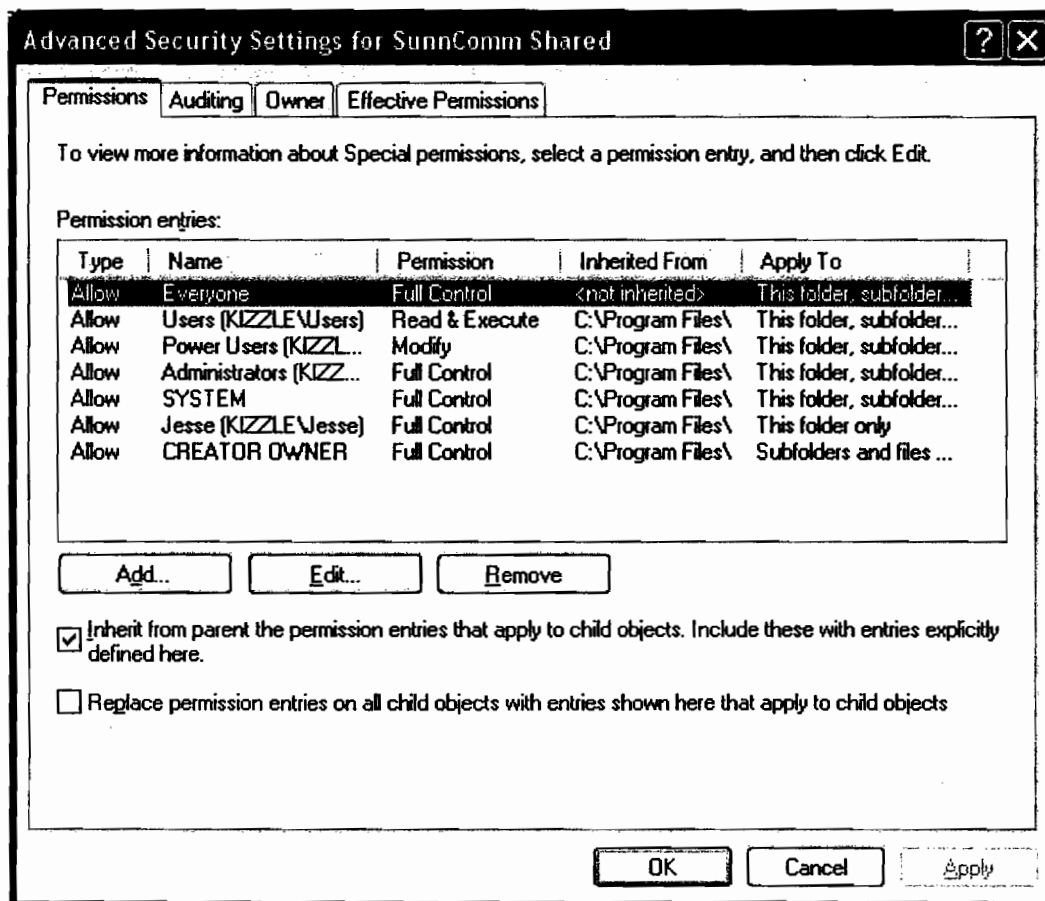 Advanced Security Settings for SunnComm Shared
Permissions Auditing Owner Effective Permissions
To view more information about Special permissions, select a permission entry, and then click Edit.
Permission entries:
Type Name Permission Inherited From Apply To
Allow Everyone Full Control <not inherited> This folder, subfolder...
Allow Users (KIZZLE\Users) Read & Execute C:\Program Files\ This folder, subfolder...
Allow Power Users (KIZZL... Modify C:\Program Files\ This folder, subfolder...
Allow Administrators (KIZZ... Full Control C:\Program Files\ This folder, subfolder...
Allow SYSTEM Full Control C:\Program Files\ This folder, subfolder...
Allow Jesse (KIZZLE\Jesse) Full Control C:\Program Files\ This folder only
Allow CREATOR OWNER Full Control C:\Program Files\ Subfolders and files ...
Add... Edit... Remove
Inherit from parent the permission entries that apply to child objects. Include these with entries explicitly
defined here.
Replace permission entries on all child objects with entries shown here that apply to child objects
OK Cancel Apply